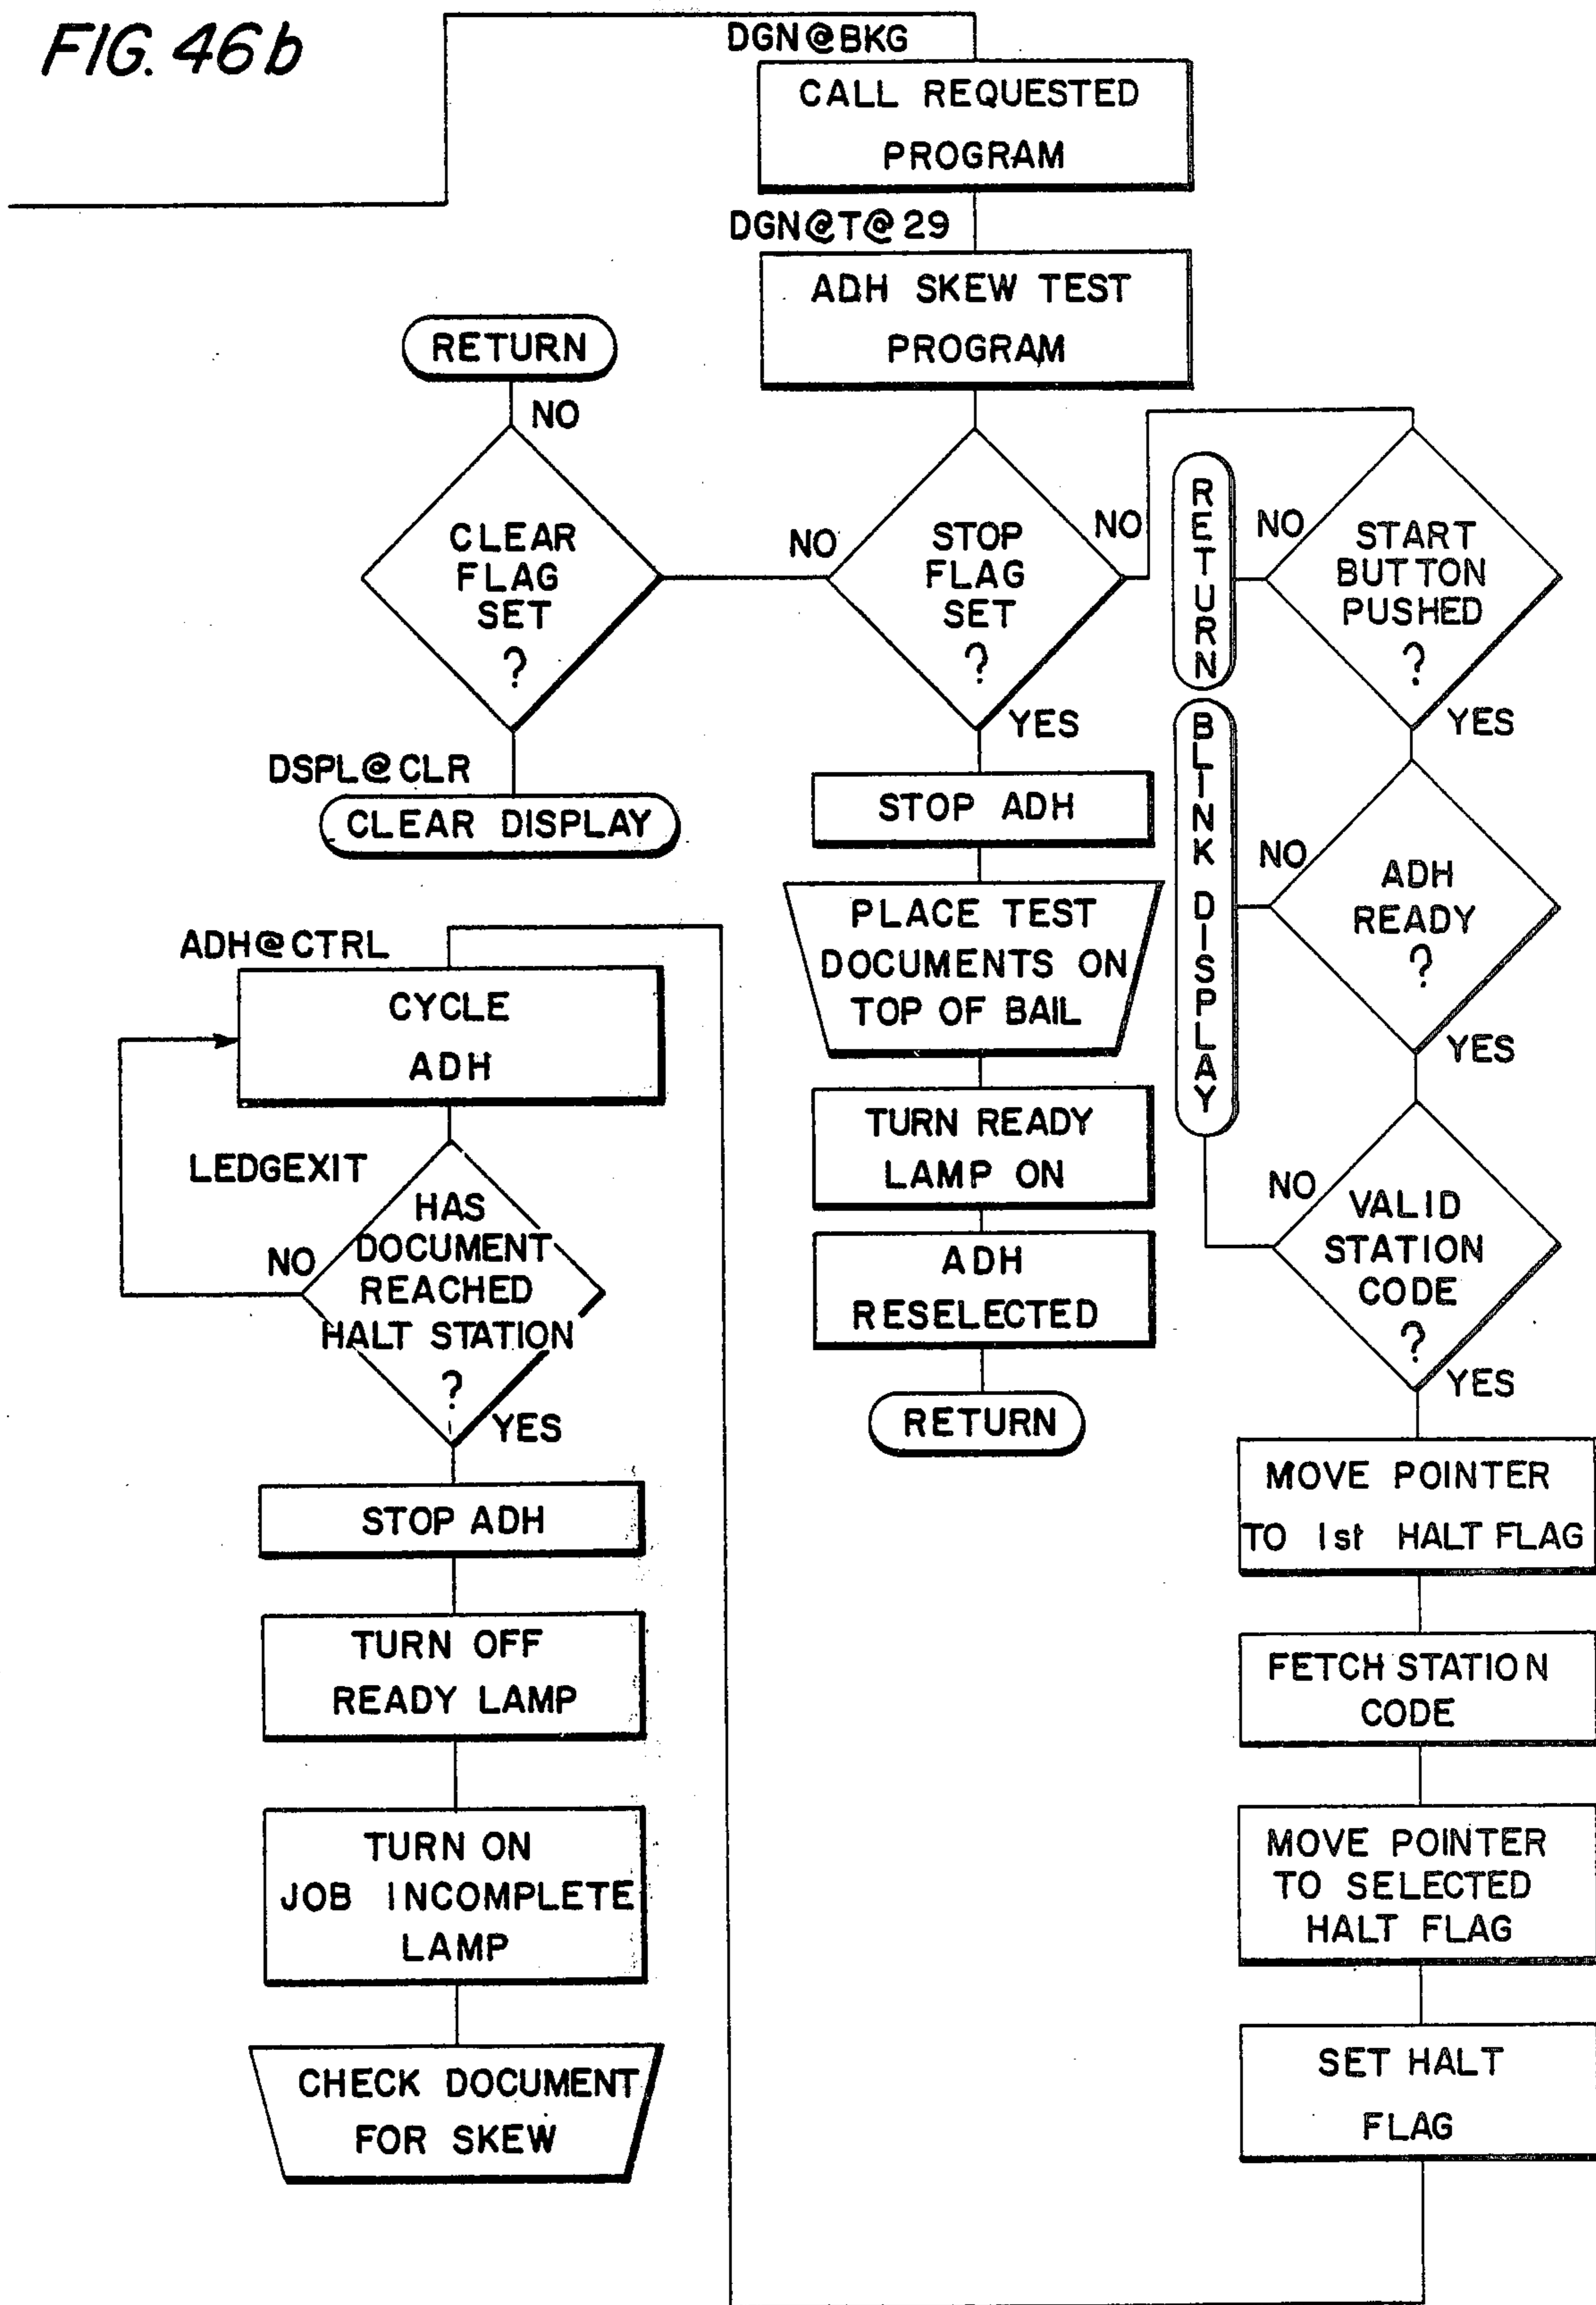 FIG. 46b
DGN@BKG
CALL REQUESTED
PROGRAM
DGN@T@29
ADH SKEW TEST
PROGRAM
RETURN
NO
CLEAR
FLAG
SET
?
DSPL@CLR
CLEAR DISPLAY
NO
STOP
FLAG
SET
?
NO
YES
STOP ADH
PLACE TEST
DOCUMENTS ON
TOP OF BAIL
TURN READY
LAMP ON
ADH
RESELECTED
RETURN
RETURN
NO
START
BUTTON
PUSHED
?
YES
BLINK DISPLAY
NO
ADH
READY
?
YES
NO
VALID
STATION
CODE
?
YES
MOVE POINTER
TO 1st HALT FLAG
FETCH STATION
CODE
MOVE POINTER
TO SELECTED
HALT FLAG
SET HALT
FLAG
ADH@CTRL
CYCLE
ADH
LEDGEXIT
NO
HAS
DOCUMENT
REACHED
HALT STATION
?
YES
STOP ADH
TURN OFF
READY LAMP
TURN ON
JOB INCOMPLETE
LAMP
CHECK DOCUMENT
FOR SKEW